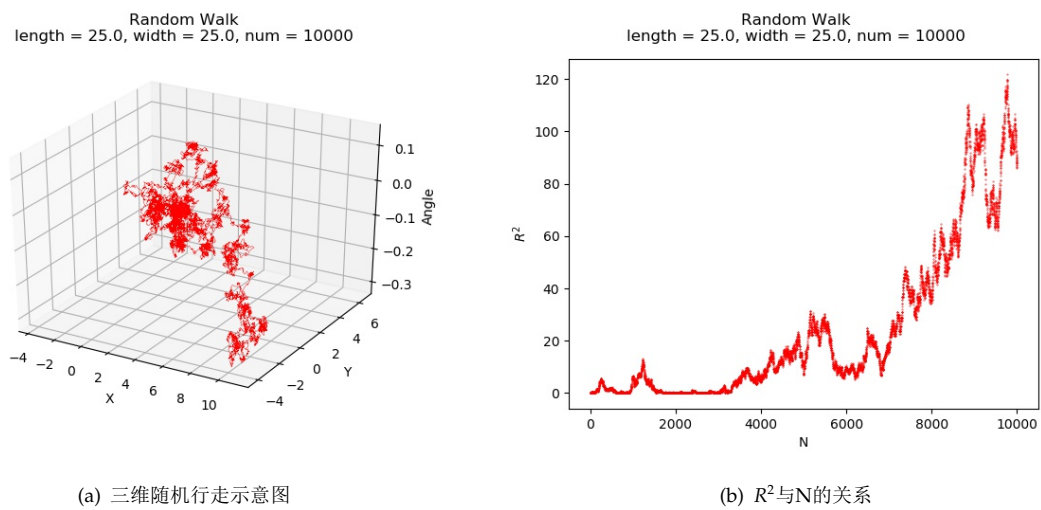 Random Walk
length = 25.0, width = 25.0, num = 10000
0.1
0.0
−0.1
−0.2
−0.3
Angle
−4 −2 0 2 4 6 8 10
X
−4 −2 0 2 4 6
Y
(a) 三维随机行走示意图
Random Walk
length = 25.0, width = 25.0, num = 10000
120
100
80
60
40
20
0
R²
0 2000 4000 6000 8000 10000
N
(b) R²与N的关系